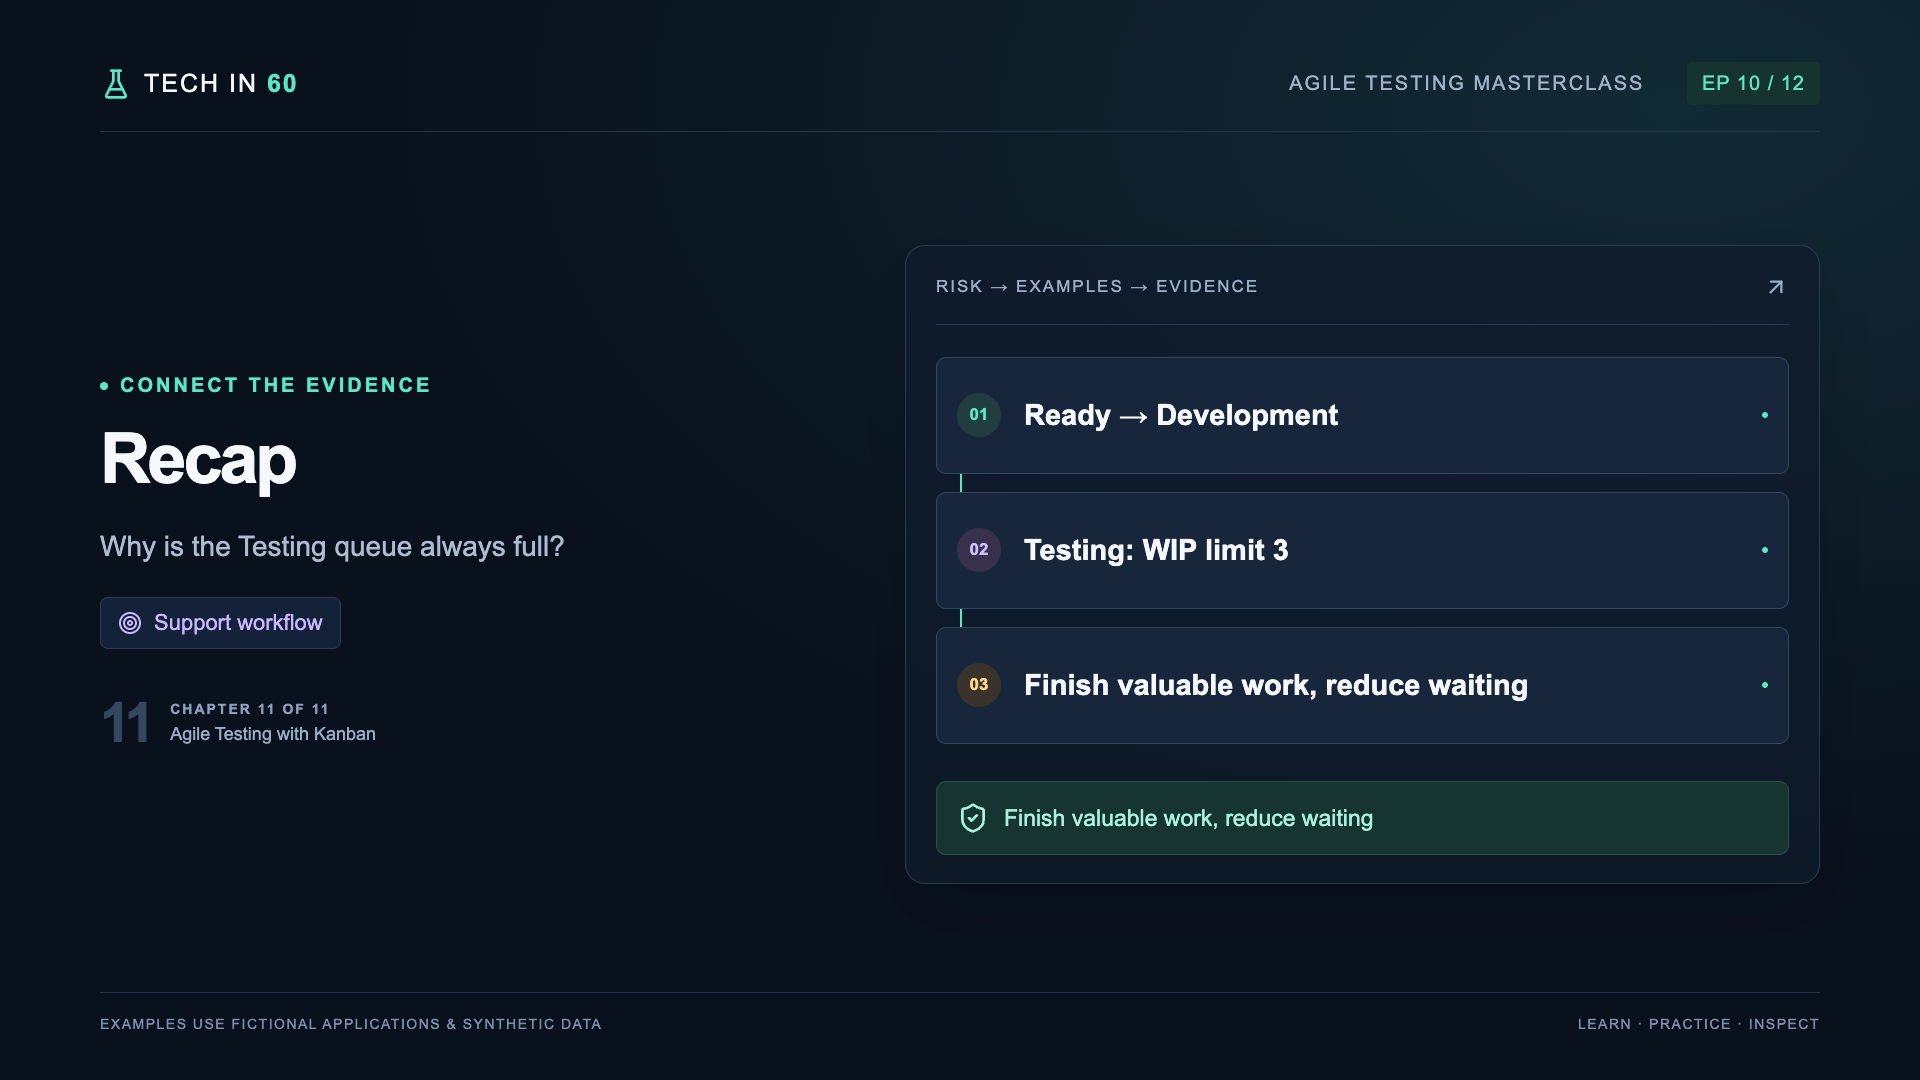 TECH IN 60
AGILE TESTING MASTERCLASS
EP 10 / 12
• CONNECT THE EVIDENCE
Recap
Why is the Testing queue always full?
Support workflow
11
CHAPTER 11 OF 11
Agile Testing with Kanban
RISK → EXAMPLES → EVIDENCE
01
Ready → Development
02
Testing: WIP limit 3
03
Finish valuable work, reduce waiting
Finish valuable work, reduce waiting
EXAMPLES USE FICTIONAL APPLICATIONS & SYNTHETIC DATA
LEARN · PRACTICE · INSPECT